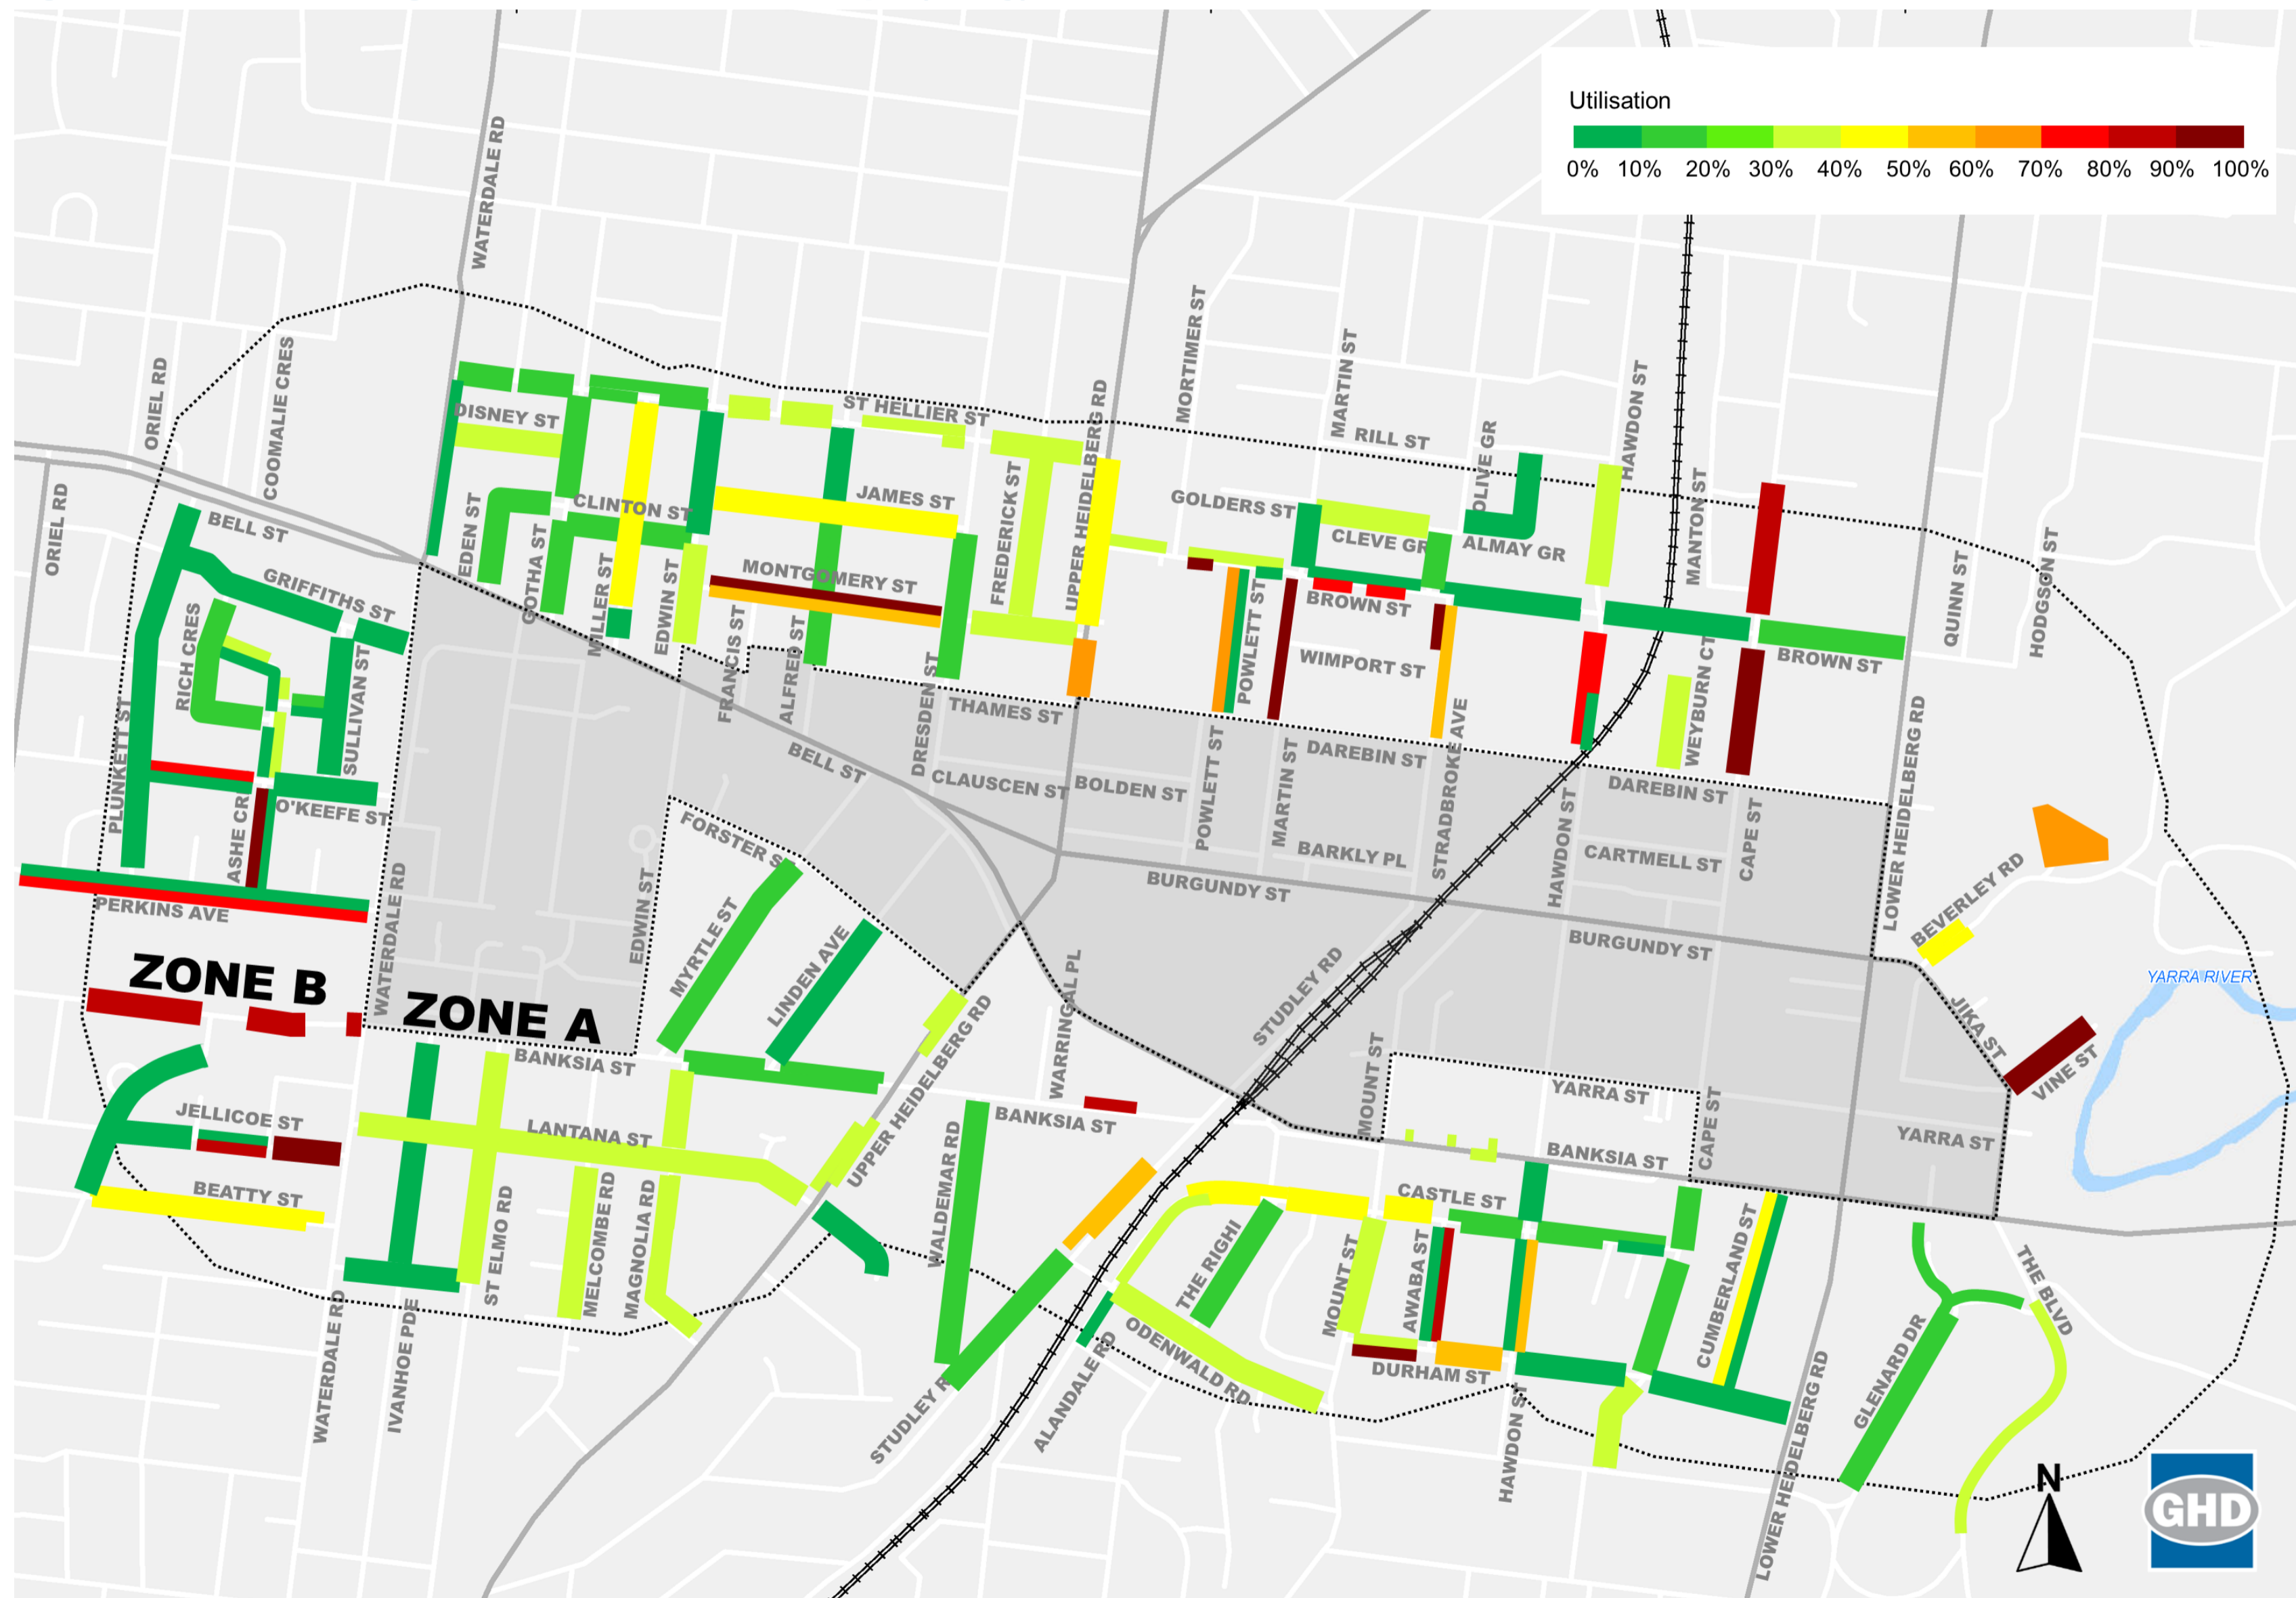 Utilisation
0% 10% 20% 30% 40% 50% 60% 70% 80% 90% 100%
WATERDALE RD
MORTIMER ST
MARTIN ST
ORIEL RD
COOMALIE CRES
HAWDON ST
UPPER HEIDELBERG RD
DISNEY ST
ST HELLIER ST
RILL ST
OLIVE GR
MANTON ST
ORIEL RD
BELL ST
EDEN ST
CLINTON ST
JAMES ST
FREDERICK ST
GOLDERS ST
CLEVE GR
ALMAY GR
QUINN ST
HODGSON ST
GOTHA ST
GRIFFITHS ST
MILLER ST
EDWIN ST
MONTGOMERY ST
POWLETT ST
BROWN ST
RICH CRES
SULLIVAN ST
FRANCIS ST
ALFRED ST
DRESDEN ST
WIMPORT ST
WEYBURN CT
BROWN ST
PLUNKETT ST
THAMES ST
BELL ST
DAREBIN ST
STRADBROKE AVE
LOWER HEIDELBERG RD
O'KEEFE ST
ASHE CR
CLAUSCEN ST
BOLDEN ST
POWLETT ST
MARTIN ST
HAWDON ST
DAREBIN ST
CAPE ST
FORSTER S
BARKLY PL
CARTMELL ST
BURGUNDY ST
PERKINS AVE
WATERDALE RD
EDWIN ST
MYRTLE ST
LINDEN AVE
BURGUNDY ST
BEVERLEY RD
ZONE B
ZONE A
WARRINGAL PL
STUDLEY RD
YARRA RIVER
JIKA ST
BANKSIA ST
UPPER HEIDELBERG RD
MOUNT ST
YARRA ST
VINE ST
JELLICOE ST
LANTANA ST
BANKSIA ST
WALDEMAR RD
BANKSIA ST
CAPE ST
YARRA ST
BEATTY ST
ST ELMO RD
MELCOMBE RD
MAGNOLIA RD
CASTLE ST
THE RIGHI
MOUNT ST
AWABA ST
CUMBERLAND ST
THE BLVD
WATERDALE RD
IVANHOE PDE
STUDLEY R
ALANDALE RD
ODENWALD RD
DURHAM ST
HAWDON ST
LOWER HEIDELBERG RD
GLENARD DR
N
GHD